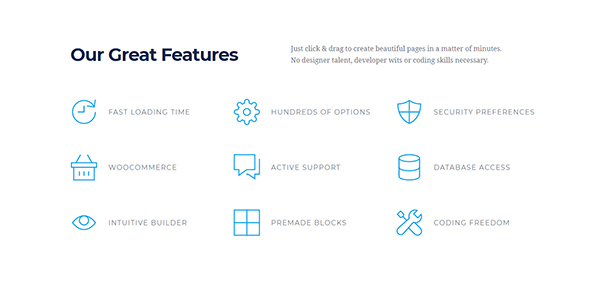 Our Great Features
Just click & drag to create beautiful pages in a matter of minutes.
No designer talent, developer wits or coding skills necessary.
FAST LOADING TIME
HUNDREDS OF OPTIONS
SECURITY PREFERENCES
WOOCOMMERCE
ACTIVE SUPPORT
DATABASE ACCESS
INTUITIVE BUILDER
PREMADE BLOCKS
CODING FREEDOM